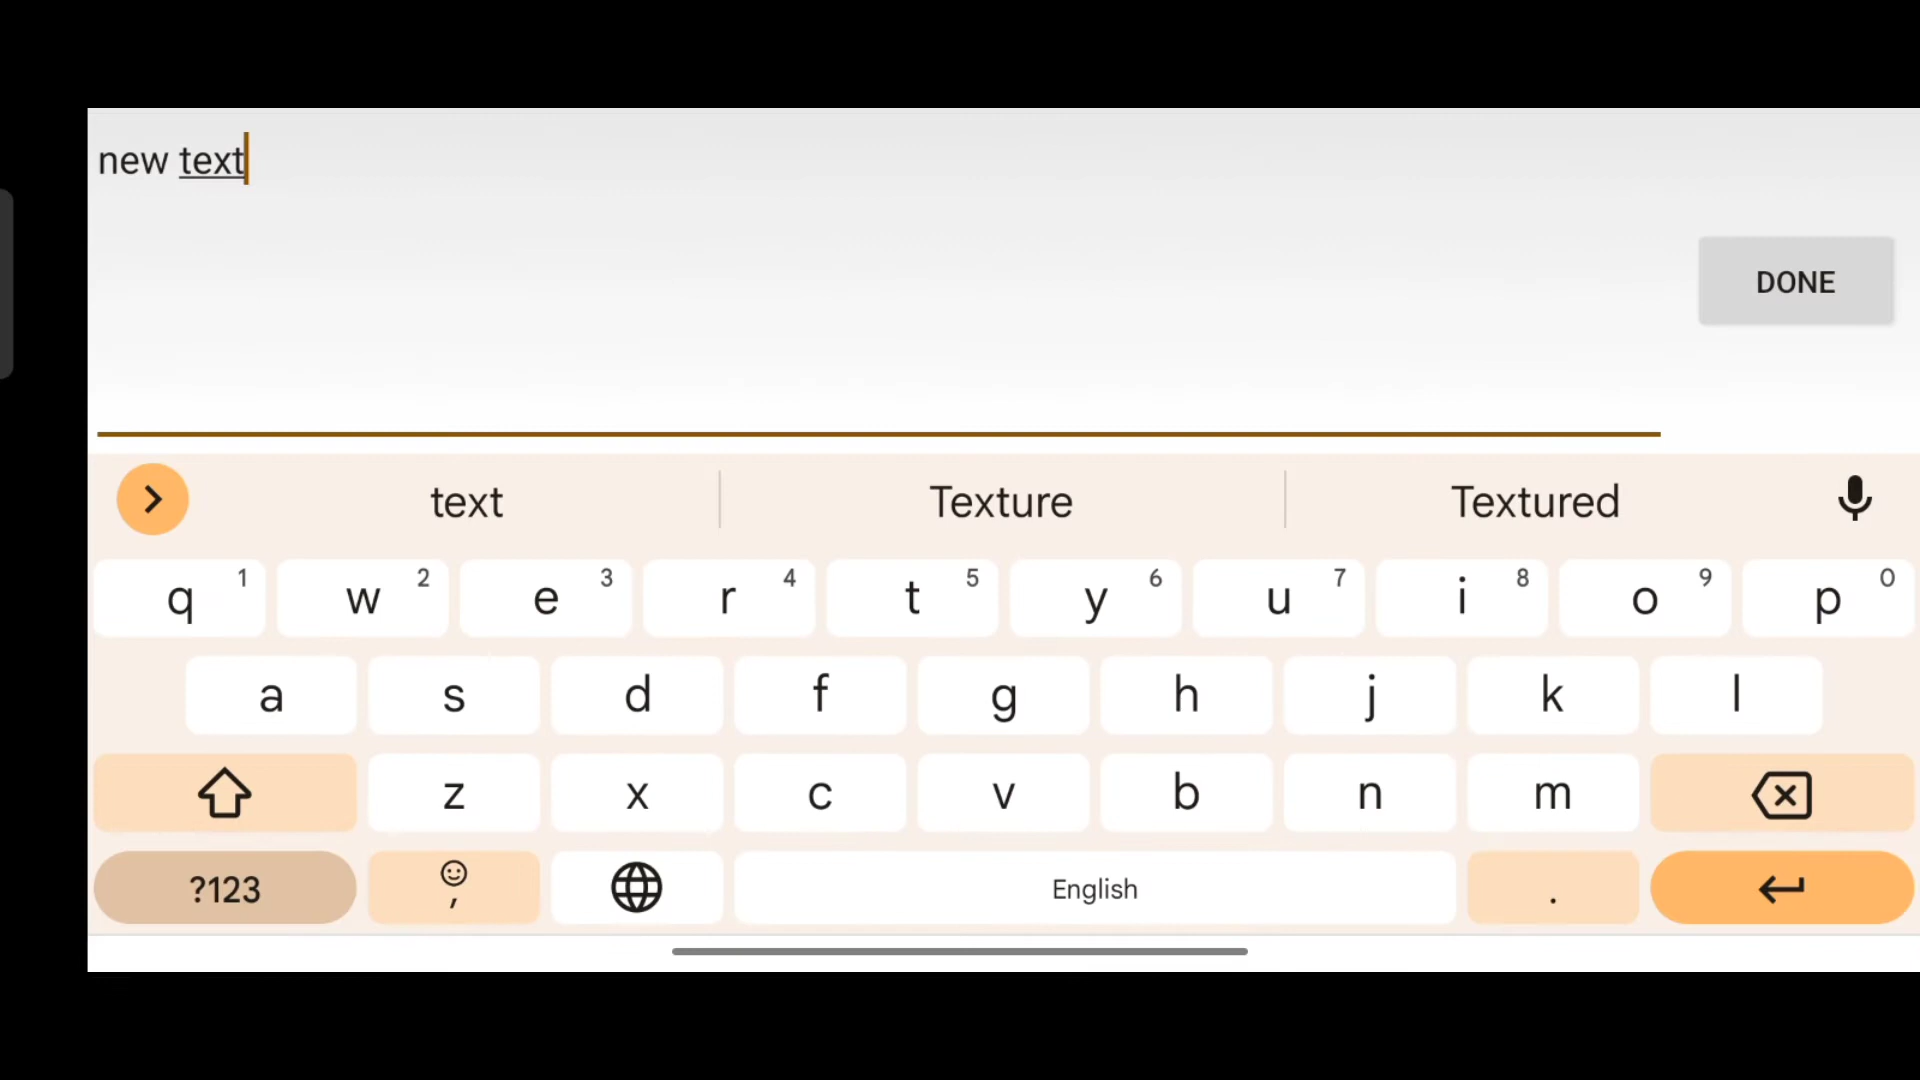 new text
DONE
text Texture Textured
q 1 w 2 e 3 r 4 t 5 y 6 u 7 i 8 o 9 p 0
a s d f g h j k l
z x c v b n m
?123 , English .